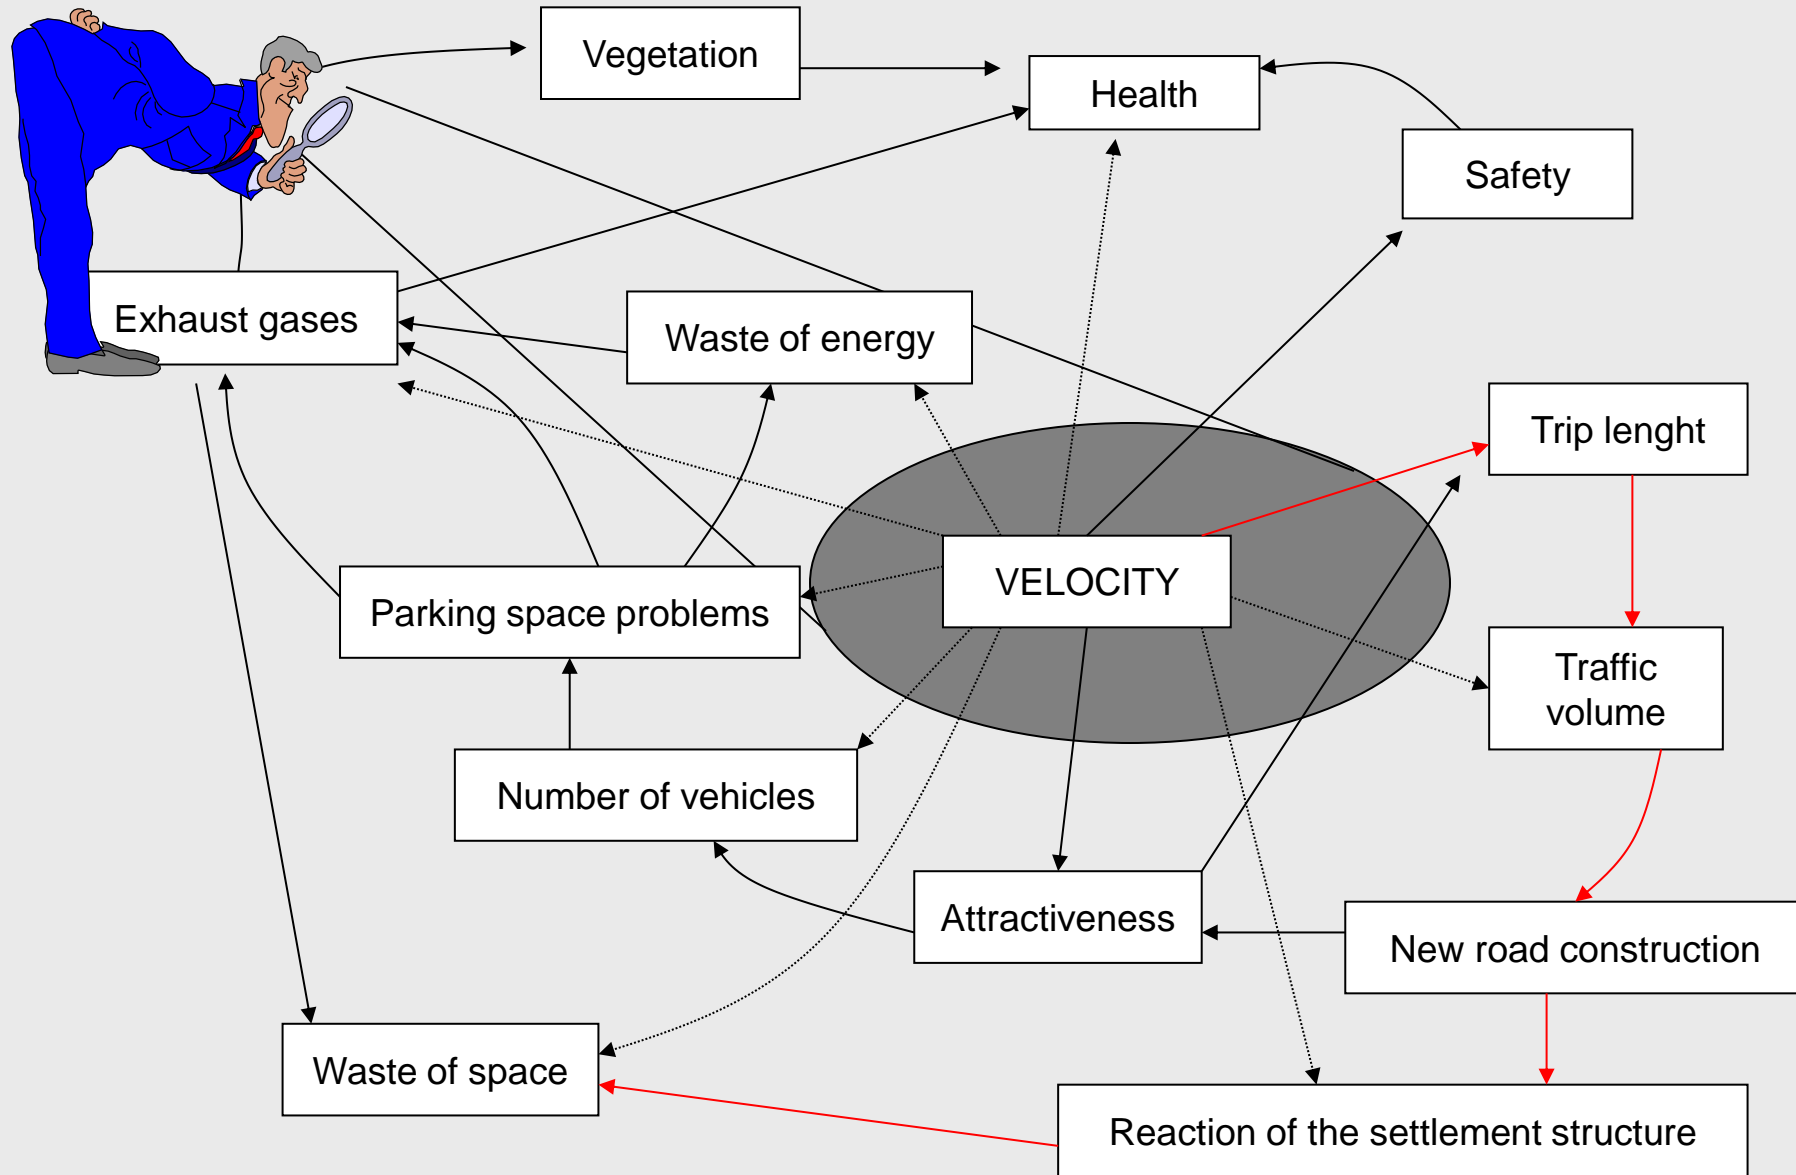 Vegetation
Health
Safety
Exhaust gases
Waste of energy
Trip lenght
VELOCITY
Parking space problems
Traffic
volume
Number of vehicles
Attractiveness
New road construction
Waste of space
Reaction of the settlement structure